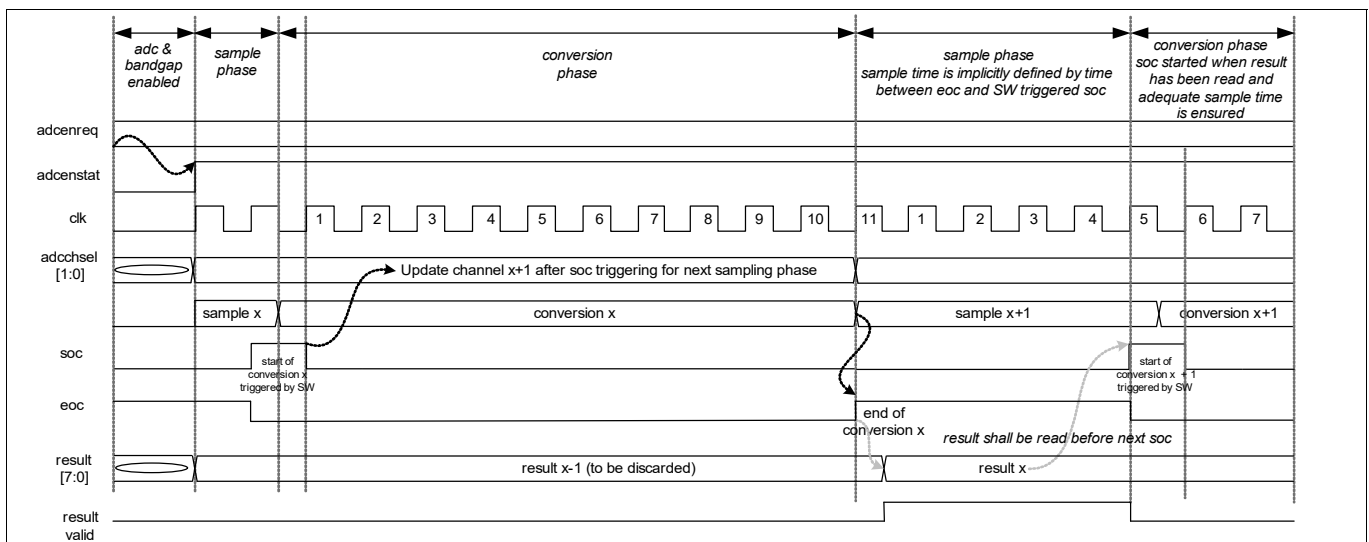 adc &
bandgap
enabled
sample
phase
conversion
phase
sample phase
sample time is implicitly defined by time
between eoc and SW triggered soc
conversion phase
soc started when result
has been read and
adequate sample time
is ensured
adcenreq
adcenstat
clk
1 2 3 4 5 6 7 8 9 10 11 1 2 3 4 5 6 7
adcchsel
[1:0]
Update channel x+1 after soc triggering for next sampling phase
sample x
conversion x
sample x+1
conversion x+1
soc
start of
conversion x
triggered by SW
start of
conversion x + 1
triggered by SW
eoc
end of
conversion x
result shall be read before next soc
result
[7:0]
result x-1 (to be discarded)
result x
result
valid